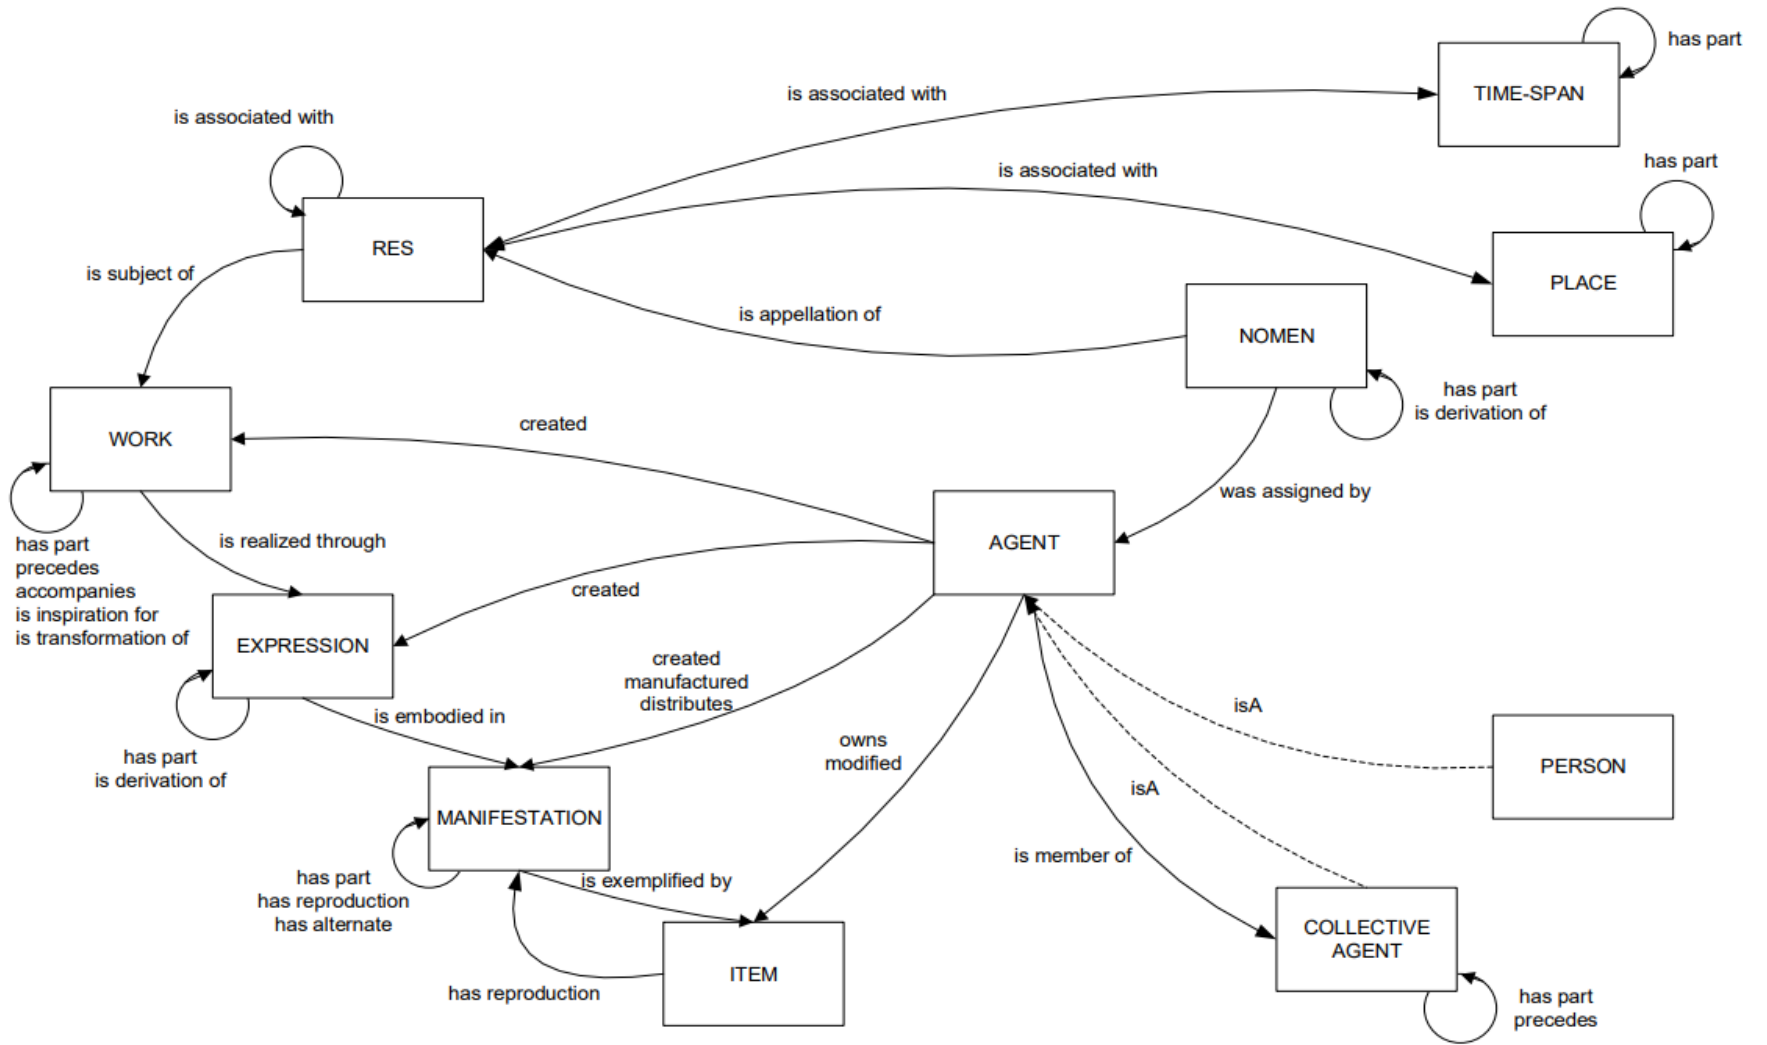 has part
TIME-SPAN
is associated with
is associated with
has part
is associated with
RES
is subject of
PLACE
is appellation of
NOMEN
has part
is derivation of
created
WORK
was assigned by
has part
precedes
accompanies
is inspiration for
is transformation of
is realized through
AGENT
created
EXPRESSION
created
manufactured
distributes
is embodied in
has part
is derivation of
owns
modified
isA
PERSON
isA
MANIFESTATION
is member of
has part
has reproduction
has alternate
is exemplified by
COLLECTIVE
AGENT
ITEM
has reproduction
has part
precedes